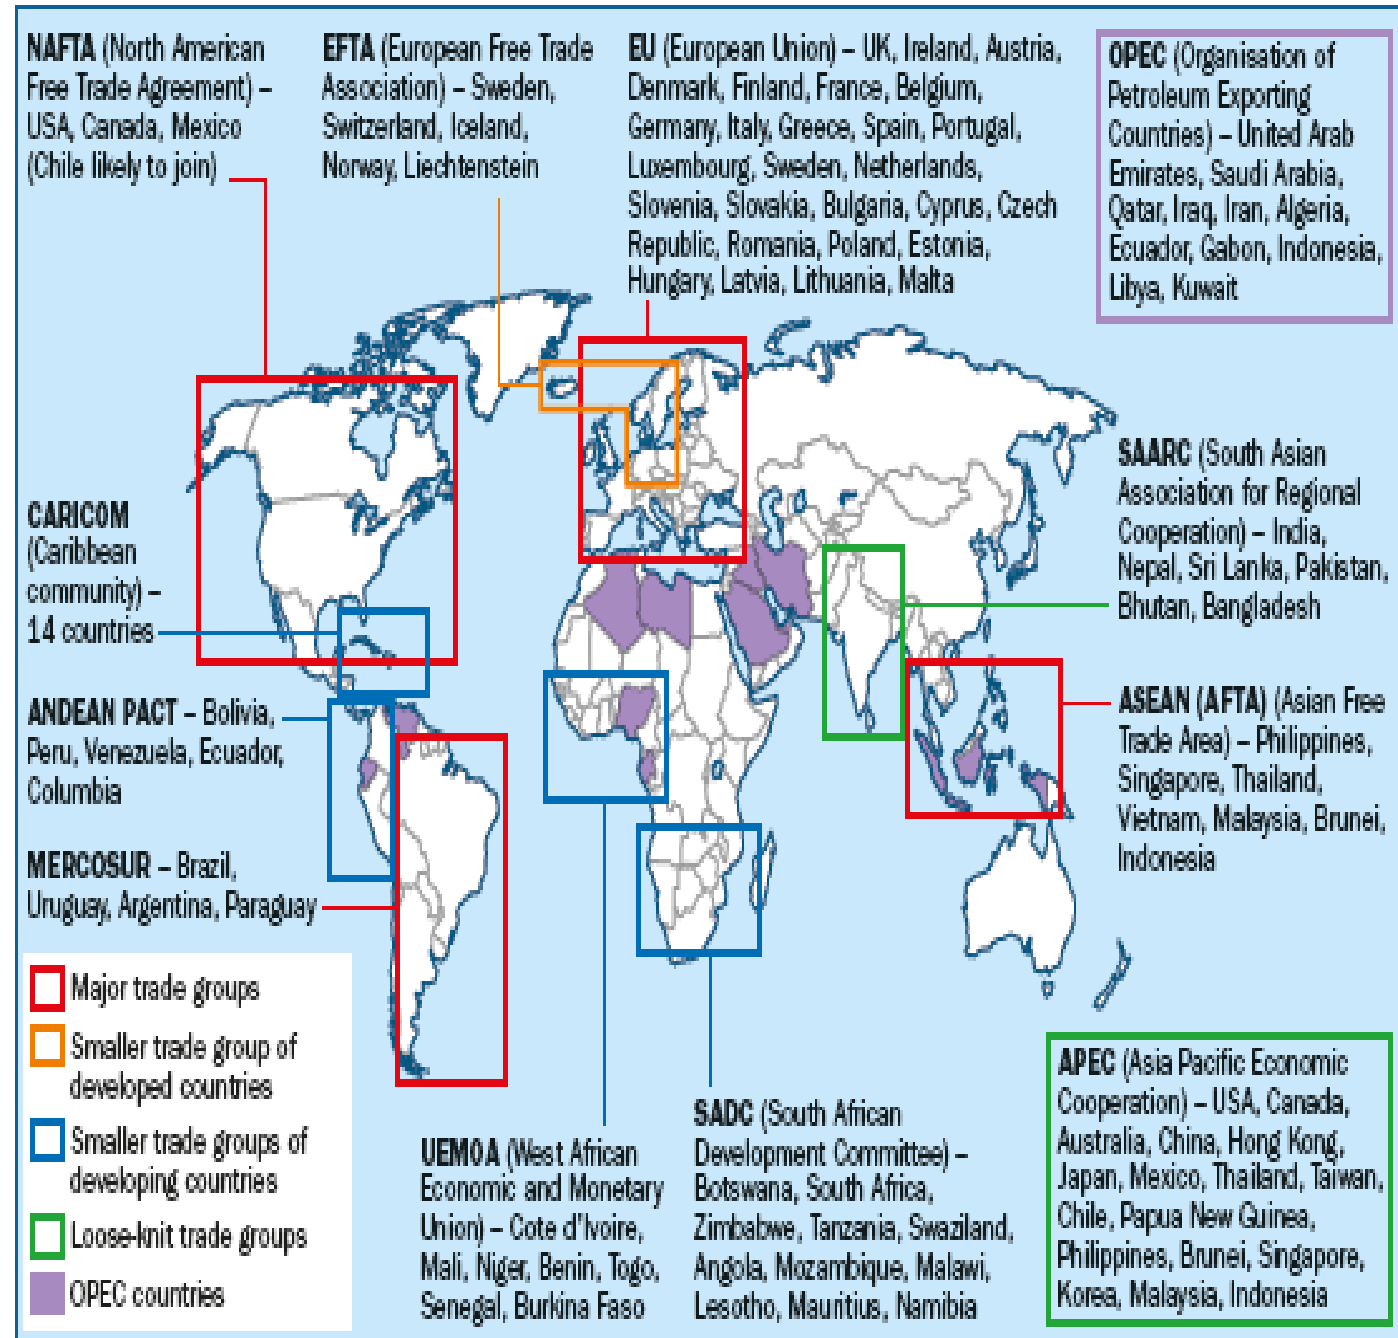 NAFTA (North American
Free Trade Agreement) –
USA, Canada, Mexico
(Chile likely to join)
EFTA (European Free Trade
Association) – Sweden,
Switzerland, Iceland,
Norway, Liechtenstein
EU (European Union) – UK, Ireland, Austria,
Denmark, Finland, France, Belgium,
Germany, Italy, Greece, Spain, Portugal,
Luxembourg, Sweden, Netherlands,
Slovenia, Slovakia, Bulgaria, Cyprus, Czech
Republic, Romania, Poland, Estonia,
Hungary, Latvia, Lithuania, Malta
OPEC (Organisation of
Petroleum Exporting
Countries) – United Arab
Emirates, Saudi Arabia,
Qatar, Iraq, Iran, Algeria,
Ecuador, Gabon, Indonesia,
Libya, Kuwait
SAARC (South Asian
Association for Regional
Cooperation) – India,
Nepal, Sri Lanka, Pakistan,
Bhutan, Bangladesh
CARICOM
(Caribbean
community) –
14 countries
ANDEAN PACT – Bolivia,
Peru, Venezuela, Ecuador,
Columbia
ASEAN (AFTA) (Asian Free
Trade Area) – Philippines,
Singapore, Thailand,
Vietnam, Malaysia, Brunei,
Indonesia
MERCOSUR – Brazil,
Uruguay, Argentina, Paraguay
Major trade groups
Smaller trade group of
developed countries
Smaller trade groups of
developing countries
Loose-knit trade groups
OPEC countries
UEMOA (West African
Economic and Monetary
Union) – Cote d'Ivoire,
Mali, Niger, Benin, Togo,
Senegal, Burkina Faso
SADC (South African
Development Committee) –
Botswana, South Africa,
Zimbabwe, Tanzania, Swaziland,
Angola, Mozambique, Malawi,
Lesotho, Mauritius, Namibia
APEC (Asia Pacific Economic
Cooperation) – USA, Canada,
Australia, China, Hong Kong,
Japan, Mexico, Thailand, Taiwan,
Chile, Papua New Guinea,
Philippines, Brunei, Singapore,
Korea, Malaysia, Indonesia